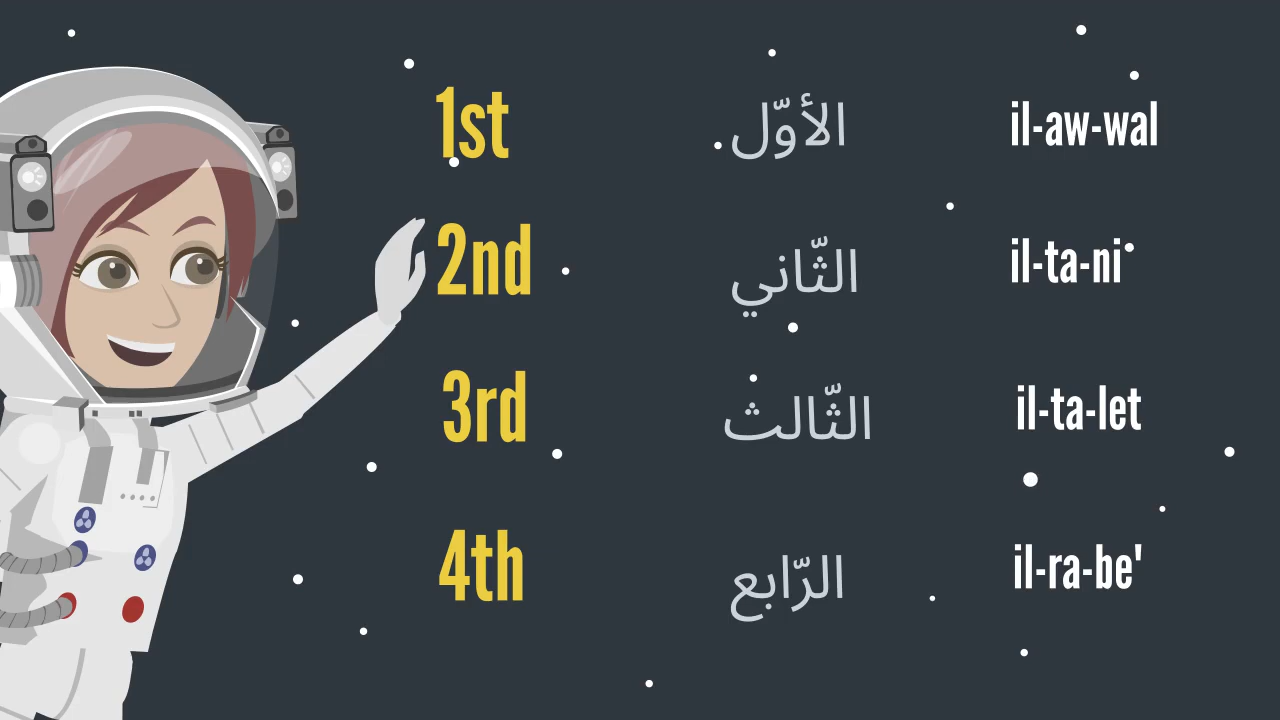 1st الأوّل il-aw-wal
2nd الثّاني il-ta-ni
3rd الثّالث il-ta-let
4th الرّابع il-ra-be'